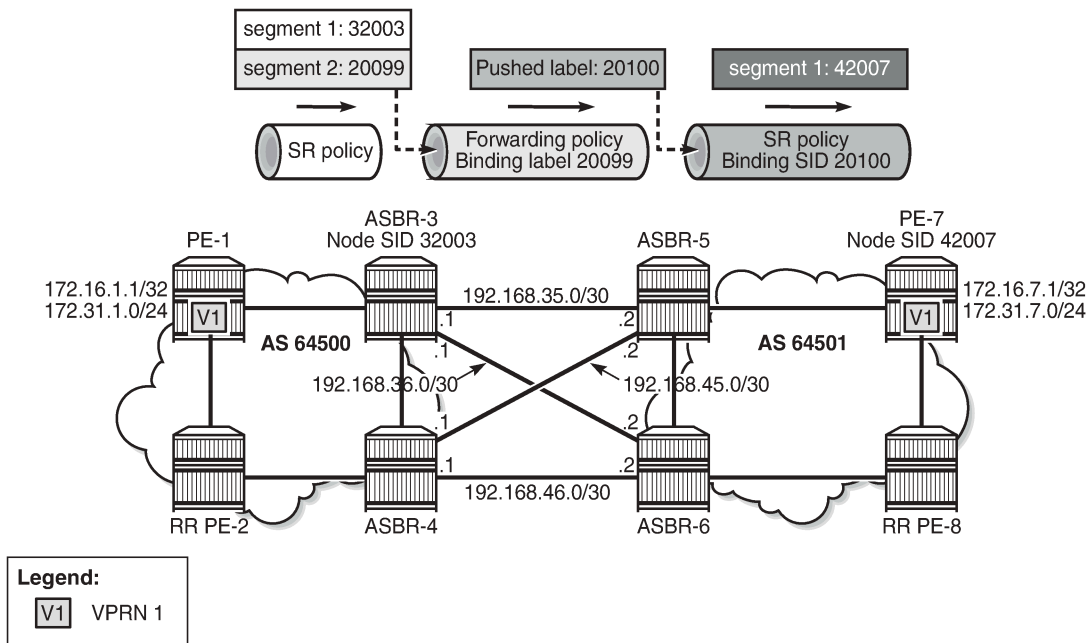 segment 1: 32003
segment 2: 20099
Pushed label: 20100
segment 1: 42007
SR policy
Forwarding policy
Binding label 20099
SR policy
Binding SID 20100
PE-1
ASBR-3
Node SID 32003
ASBR-5
PE-7
Node SID 42007
172.16.1.1/32
172.31.1.0/24
V1
AS 64500
192.168.35.0/30
.1
.2
.1
.2
AS 64501
V1
172.16.7.1/32
172.31.7.0/24
192.168.36.0/30
192.168.45.0/30
.1
.2
.1
.2
192.168.46.0/30
RR PE-2
ASBR-4
ASBR-6
RR PE-8
Legend:
V1 VPRN 1